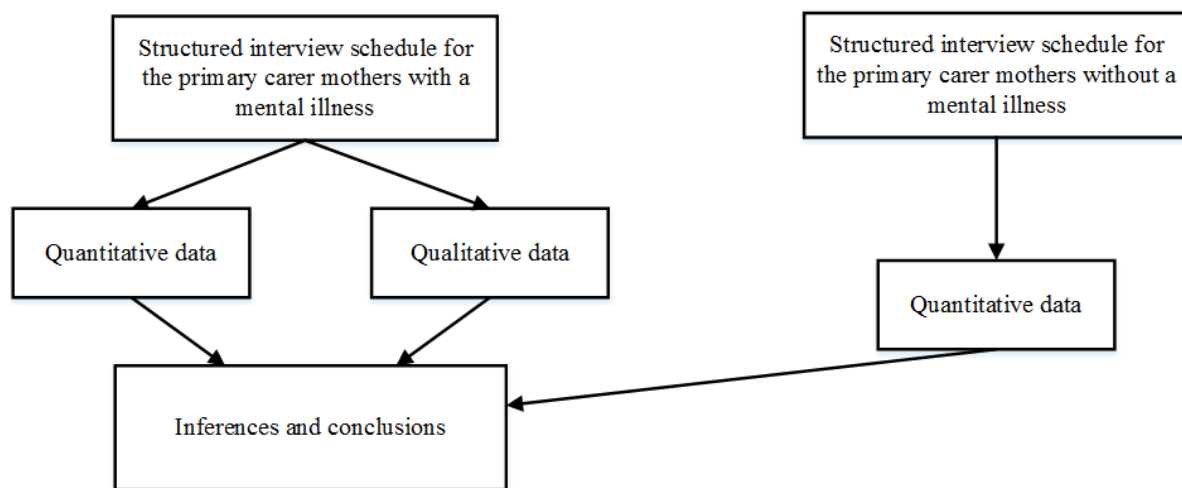 Structured interview schedule for
the primary carer mothers with a
mental illness
Structured interview schedule for
the primary carer mothers without a
mental illness
Quantitative data
Qualitative data
Quantitative data
Inferences and conclusions